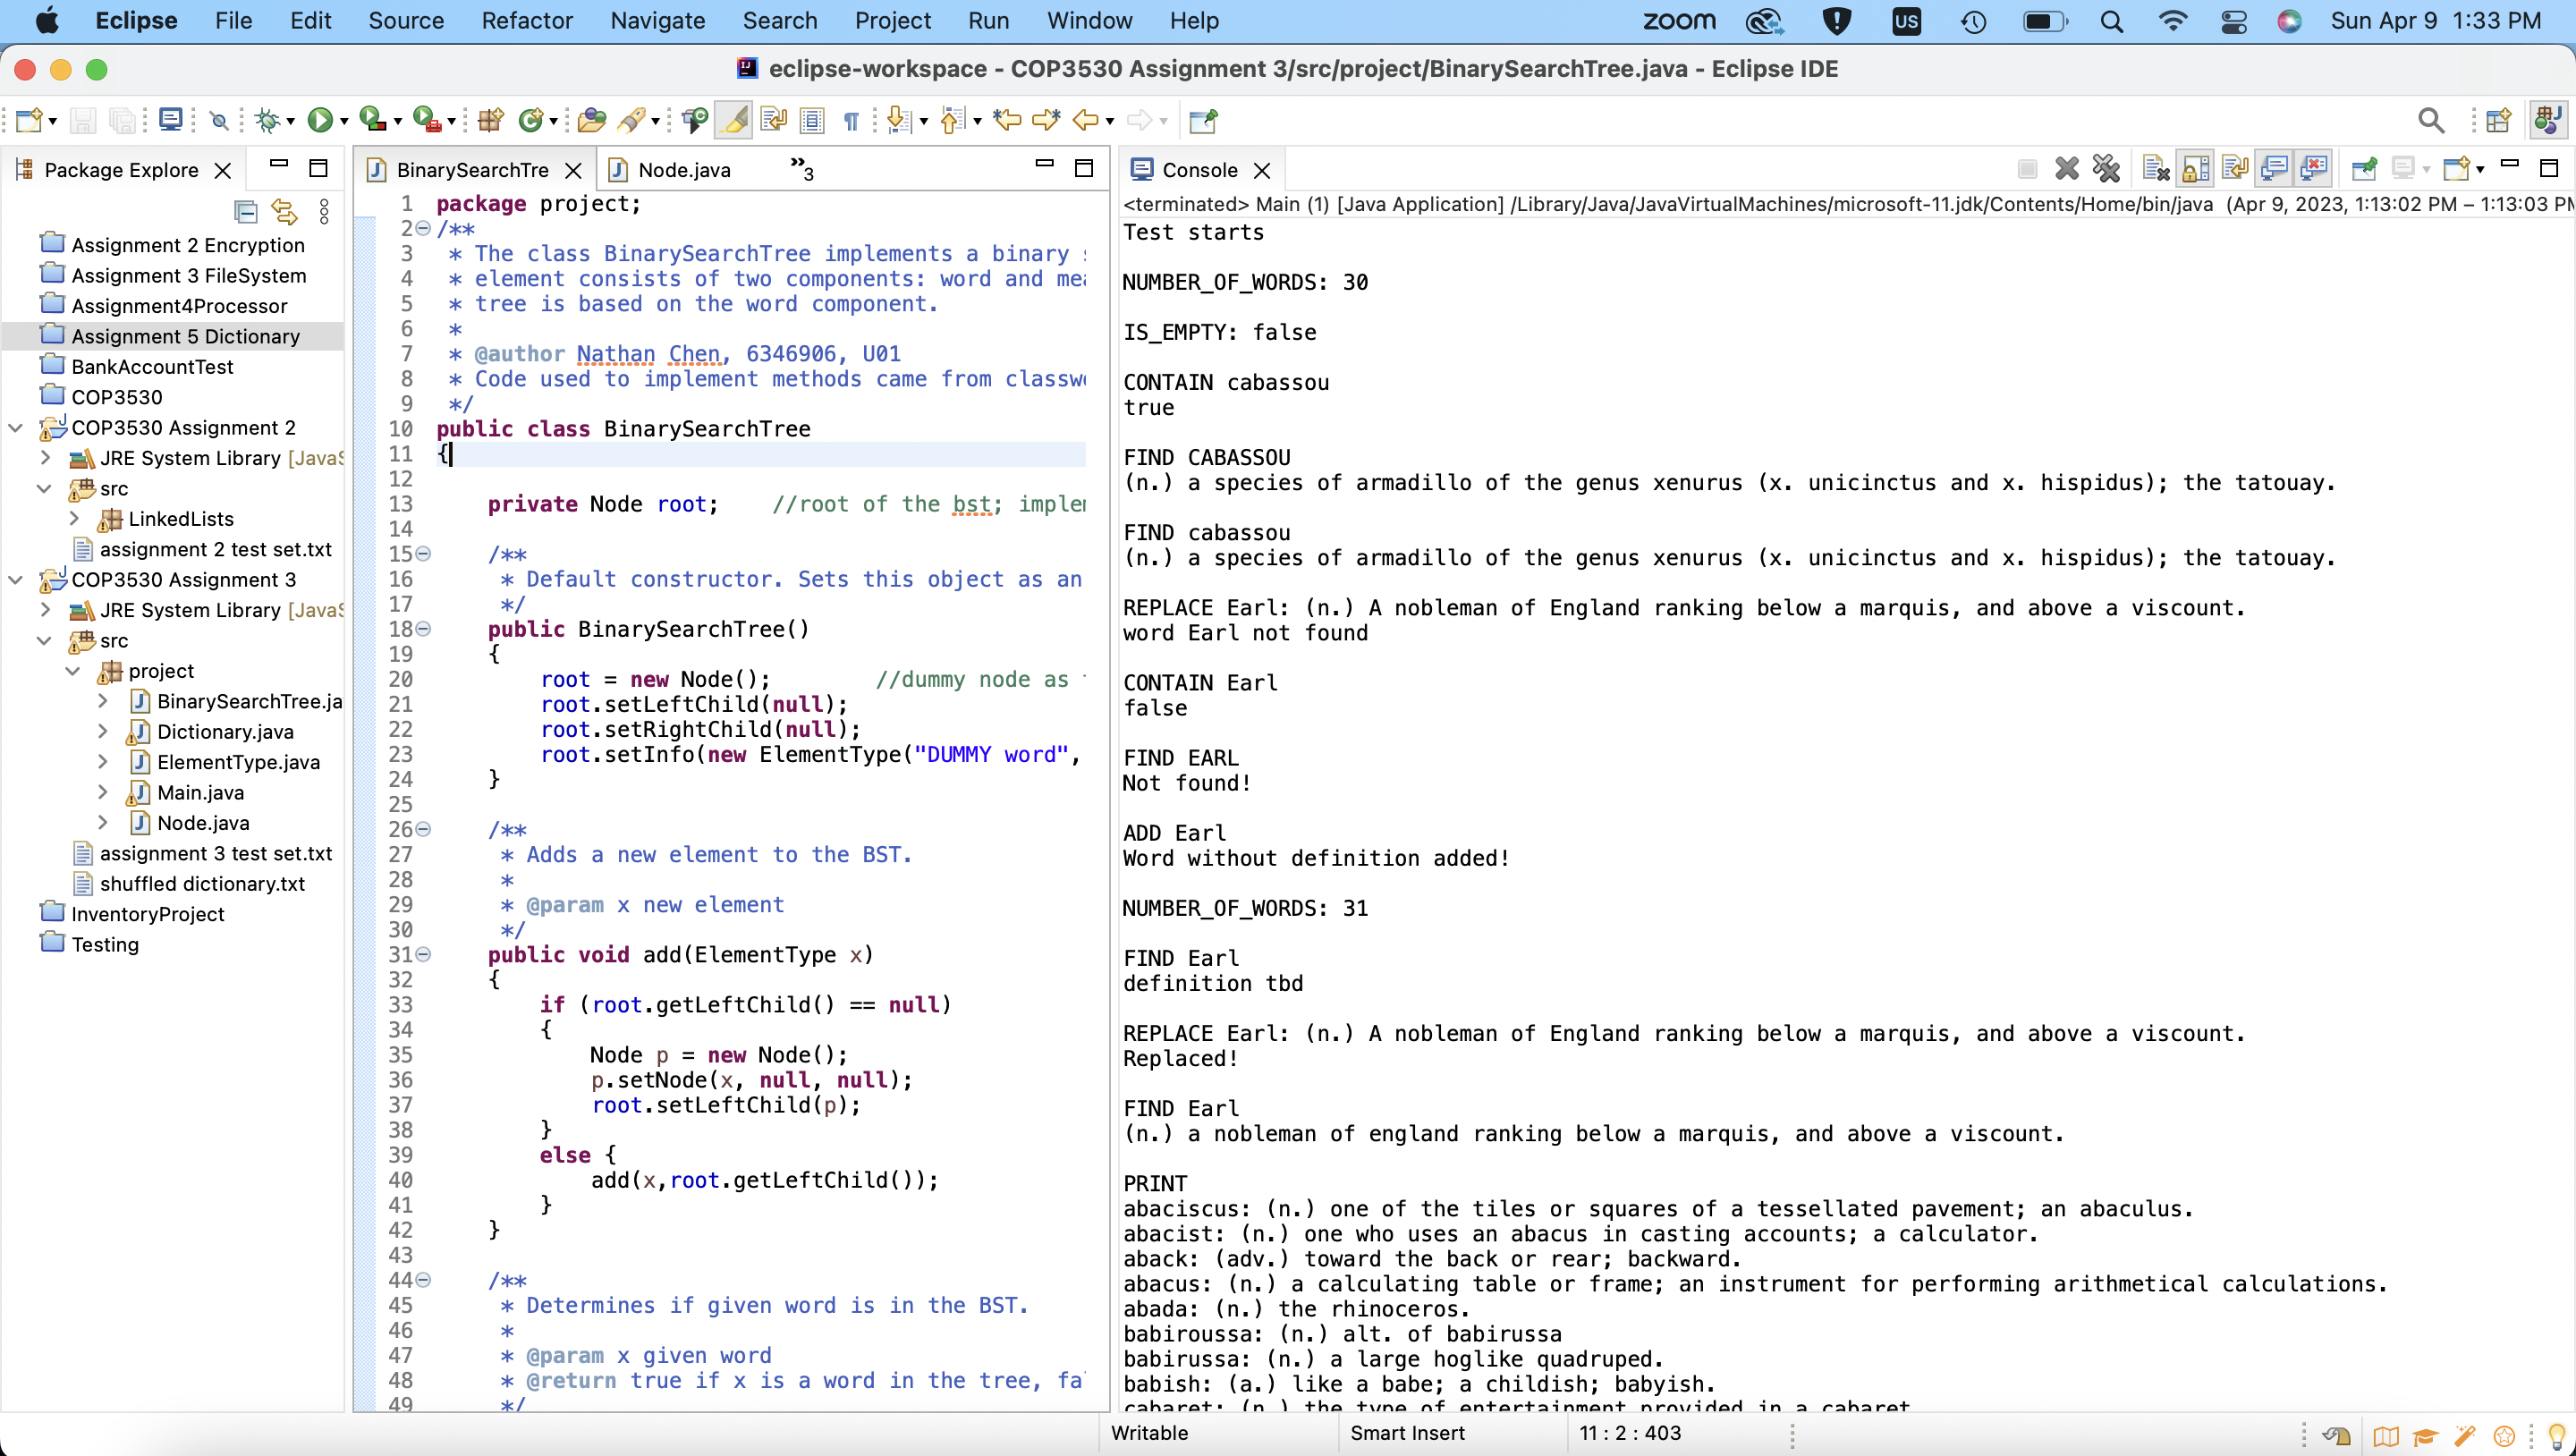 Eclipse File Edit Source Refactor Navigate Search Project Run Window Help zoom US Sun Apr 9 1:33 PM
eclipse-workspace - COP3530 Assignment 3/src/project/BinarySearchTree.java - Eclipse IDE
Package Explore
Assignment 2 Encryption
Assignment 3 FileSystem
Assignment4Processor
Assignment 5 Dictionary
BankAccountTest
COP3530
COP3530 Assignment 2
JRE System Library [JavaS
src
LinkedLists
assignment 2 test set.txt
COP3530 Assignment 3
JRE System Library [JavaS
src
project
BinarySearchTree.ja
Dictionary.java
ElementType.java
Main.java
Node.java
assignment 3 test set.txt
shuffled dictionary.txt
InventoryProject
Testing
BinarySearchTre Node.java »3
1 package project;
2 /**
3 * The class BinarySearchTree implements a binary s
4 * element consists of two components: word and mea
5 * tree is based on the word component.
6 *
7 * @author Nathan Chen, 6346906, U01
8 * Code used to implement methods came from classwo
9 */
10 public class BinarySearchTree
11 {
12
13 private Node root; //root of the bst; implem
14
15 /**
16 * Default constructor. Sets this object as an
17 */
18 public BinarySearchTree()
19 {
20 root = new Node(); //dummy node as
21 root.setLeftChild(null);
22 root.setRightChild(null);
23 root.setInfo(new ElementType("DUMMY word",
24 }
25
26 /**
27 * Adds a new element to the BST.
28 *
29 * @param x new element
30 */
31 public void add(ElementType x)
32 {
33 if (root.getLeftChild() == null)
34 {
35 Node p = new Node();
36 p.setNode(x, null, null);
37 root.setLeftChild(p);
38 }
39 else {
40 add(x,root.getLeftChild());
41 }
42 }
43
44 /**
45 * Determines if given word is in the BST.
46 *
47 * @param x given word
48 * @return true if x is a word in the tree, fa
49 */
Console
<terminated> Main (1) [Java Application] /Library/Java/JavaVirtualMachines/microsoft-11.jdk/Contents/Home/bin/java (Apr 9, 2023, 1:13:02 PM – 1:13:03 PM
Test starts
NUMBER_OF_WORDS: 30
IS_EMPTY: false
CONTAIN cabassou
true
FIND CABASSOU
(n.) a species of armadillo of the genus xenurus (x. unicinctus and x. hispidus); the tatouay.
FIND cabassou
(n.) a species of armadillo of the genus xenurus (x. unicinctus and x. hispidus); the tatouay.
REPLACE Earl: (n.) A nobleman of England ranking below a marquis, and above a viscount.
word Earl not found
CONTAIN Earl
false
FIND EARL
Not found!
ADD Earl
Word without definition added!
NUMBER_OF_WORDS: 31
FIND Earl
definition tbd
REPLACE Earl: (n.) A nobleman of England ranking below a marquis, and above a viscount.
Replaced!
FIND Earl
(n.) a nobleman of england ranking below a marquis, and above a viscount.
PRINT
abaciscus: (n.) one of the tiles or squares of a tessellated pavement; an abaculus.
abacist: (n.) one who uses an abacus in casting accounts; a calculator.
aback: (adv.) toward the back or rear; backward.
abacus: (n.) a calculating table or frame; an instrument for performing arithmetical calculations.
abada: (n.) the rhinoceros.
babiroussa: (n.) alt. of babirussa
babirussa: (n.) a large hoglike quadruped.
babish: (a.) like a babe; a childish; babyish.
cabaret: (n.) the type of entertainment provided in a cabaret
Writable Smart Insert 11 : 2 : 403